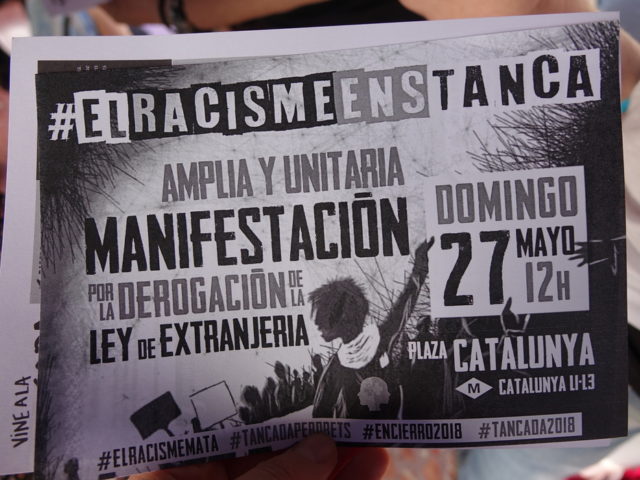 #ELRACISMEENSTANCA
AMPLIA Y UNITARIA
MANIFESTACIÓN
POR LA DEROGACIÓN DE LA
LEY DE EXTRANJERIA
DOMINGO
27 MAYO 12H
PLAZA CATALUNYA
M CATALUNYA L1-L3
#ELRACISMEMATA #TANCADAPERDRETS #ENCIERRO2018 #TANCADA2018
VINE A LA